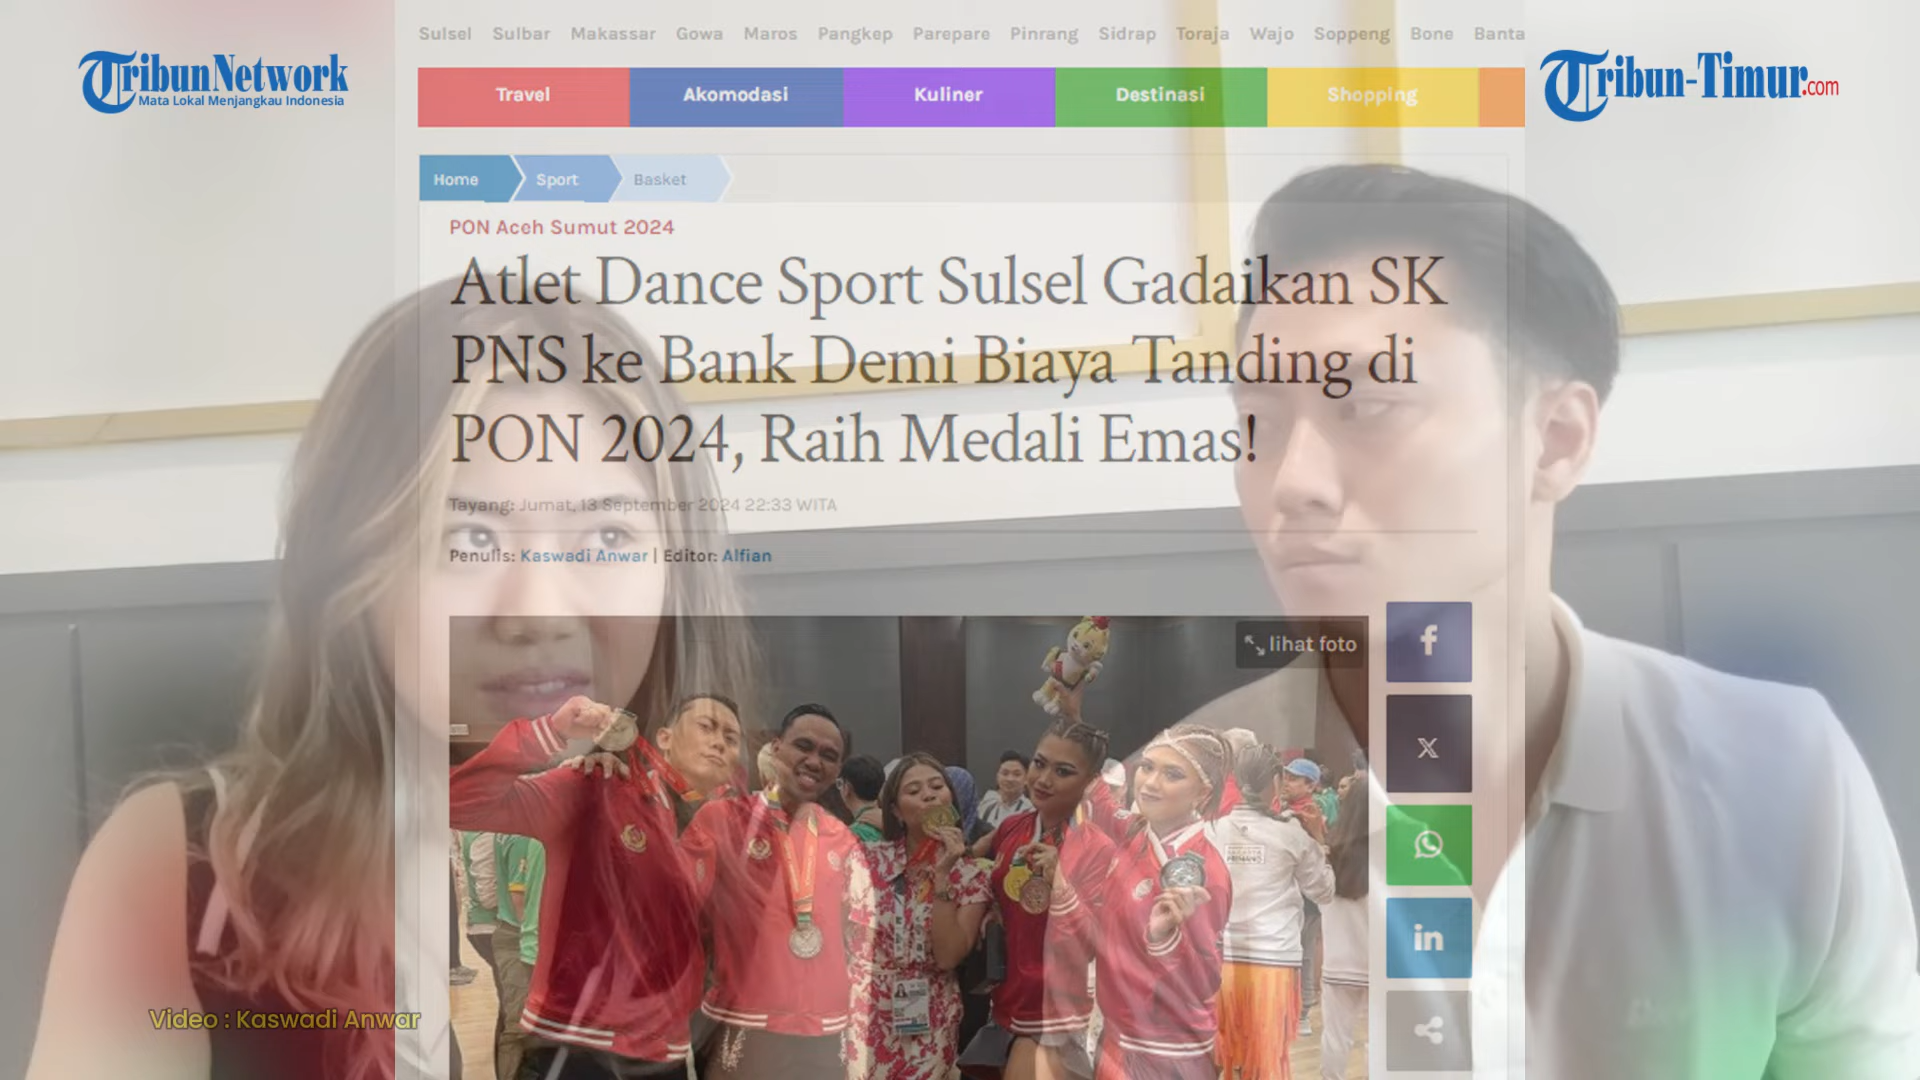 TribunNetwork
Mata Lokal Menjangkau Indonesia
Tribun-Timur.com
Sulsel Sulbar Makassar Gowa Maros Pangkep Parepare Pinrang Sidrap Toraja Wajo Soppeng Bone Banta
Travel Akomodasi Kuliner Destinasi Shopping
Home Sport Basket
PON Aceh Sumut 2024
Atlet Dance Sport Sulsel Gadaikan SK
PNS ke Bank Demi Biaya Tanding di
PON 2024, Raih Medali Emas!
Tayang: Jumat, 13 September 2024 22:33 WITA
Penulis: Kaswadi Anwar | Editor: Alfian
lihat foto
f
X
in
Video : Kaswadi Anwar